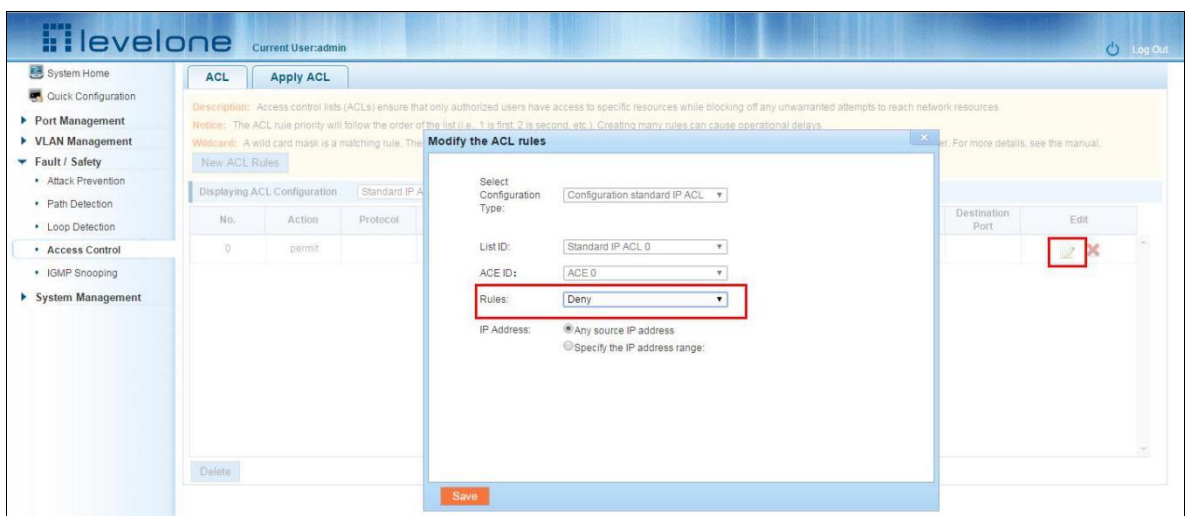 levelone
Current User:admin
Log Out
System Home
Quick Configuration
Port Management
VLAN Management
Fault / Safety
• Attack Prevention
• Path Detection
• Loop Detection
• Access Control
• IGMP Snooping
System Management
ACL
Apply ACL
Description: Access control lists (ACLs) ensure that only authorized users have access to specific resources while blocking off any unwarranted attempts to reach network resources.
Notice: The ACL rule priority will follow the order of the list (i.e., 1 is first, 2 is second, etc.). Creating many rules can cause operational delays.
Wildcard: A wild card mask is a matching rule. The
er. For more details, see the manual.
New ACL Rules
Displaying ACL Configuration
Standard IP A
No.
Action
Protocol
Destination Port
Edit
0
permit
Delete
Modify the ACL rules
Select
Configuration
Type:
Configuration standard IP ACL
List ID:
Standard IP ACL 0
ACE ID:
ACE 0
Rules:
Deny
IP Address:
Any source IP address
Specify the IP address range:
Save